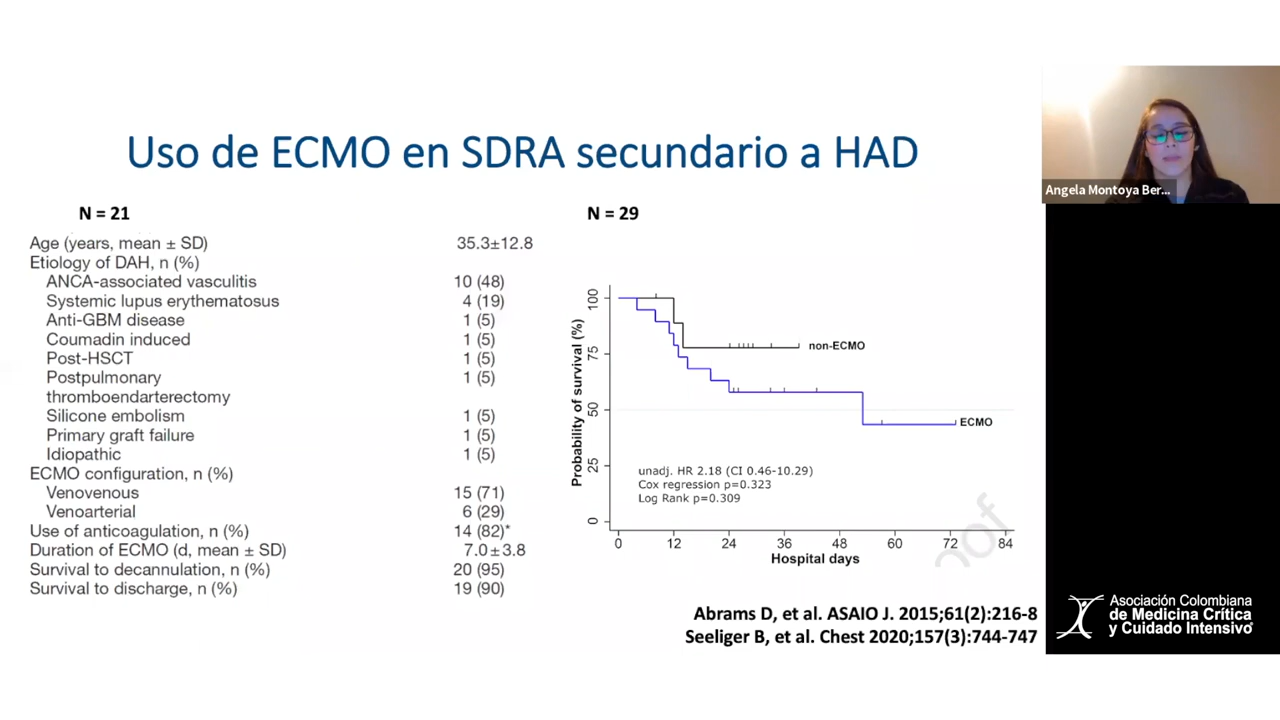 Uso de ECMO en SDRA secundario a HAD
N = 21
Age (years, mean ± SD) 35.3±12.8
Etiology of DAH, n (%)
ANCA-associated vasculitis 10 (48)
Systemic lupus erythematosus 4 (19)
Anti-GBM disease 1 (5)
Coumadin induced 1 (5)
Post-HSCT 1 (5)
Postpulmonary 1 (5)
thromboendarterectomy
Silicone embolism 1 (5)
Primary graft failure 1 (5)
Idiopathic 1 (5)
ECMO configuration, n (%)
Venovenous 15 (71)
Venoarterial 6 (29)
Use of anticoagulation, n (%) 14 (82)*
Duration of ECMO (d, mean ± SD) 7.0±3.8
Survival to decannulation, n (%) 20 (95)
Survival to discharge, n (%) 19 (90)
N = 29
Probability of survival (%)
100
75
50
25
0
non-ECMO
ECMO
unadj. HR 2.18 (CI 0.46-10.29)
Cox regression p=0.323
Log Rank p=0.309
0 12 24 36 48 60 72 84
Hospital days
Abrams D, et al. ASAIO J. 2015;61(2):216-8
Seeliger B, et al. Chest 2020;157(3):744-747
Angela Montoya Ber...
Asociación Colombiana
de Medicina Crítica
y Cuidado Intensivo